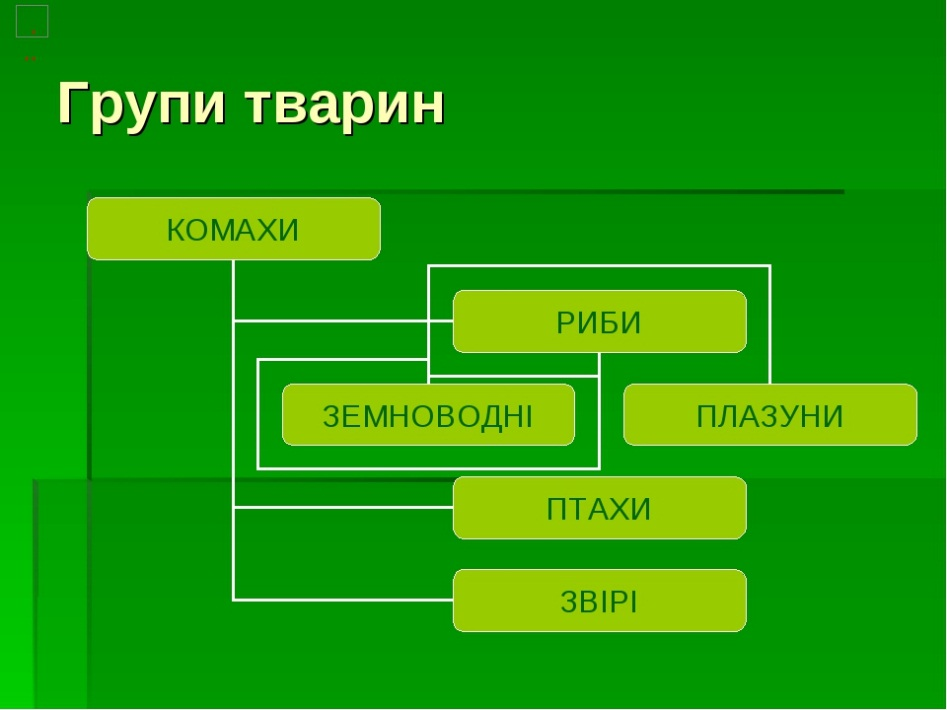 Групи тварин
КОМАХИ
РИБИ
ЗЕМНОВОДНІ
ПЛАЗУНИ
ПТАХИ
ЗВІРІ